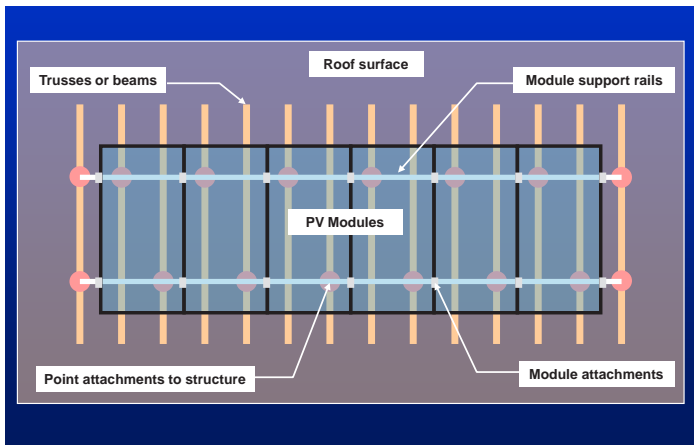 Roof surface
Trusses or beams
Module support rails
PV Modules
Point attachments to structure
Module attachments